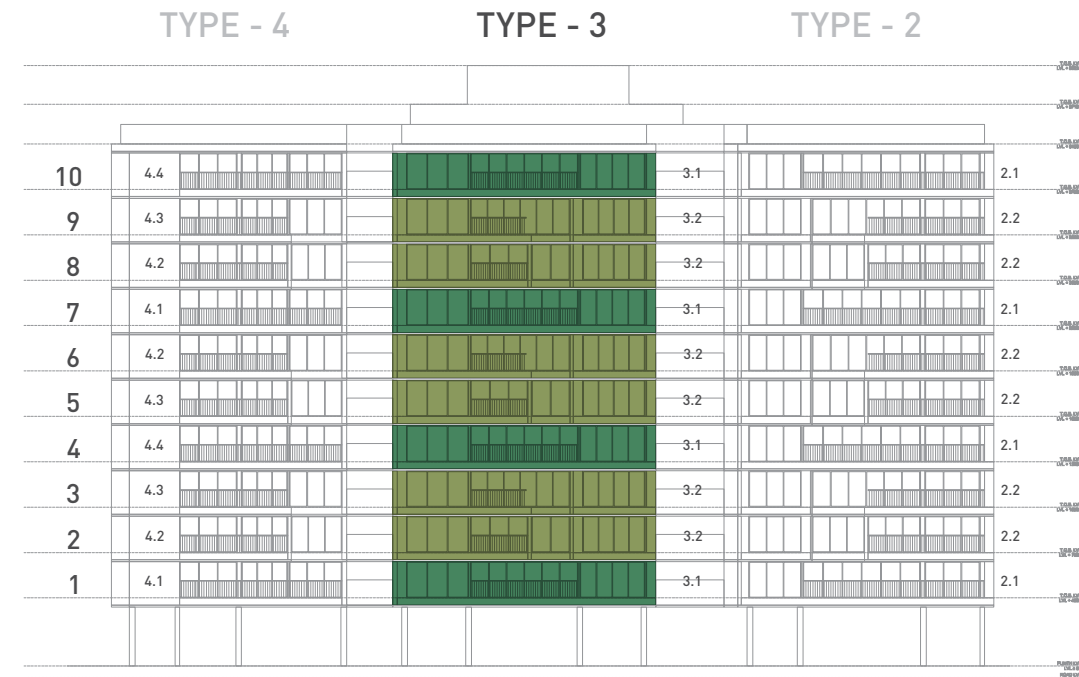 TYPE - 4 TYPE - 3 TYPE - 2
10 4.4 3.1 2.1
9 4.3 3.2 2.2
8 4.2 3.2 2.2
7 4.1 3.1 2.1
6 4.2 3.2 2.2
5 4.3 3.2 2.2
4 4.4 3.1 2.1
3 4.3 3.2 2.2
2 4.2 3.2 2.2
1 4.1 3.1 2.1